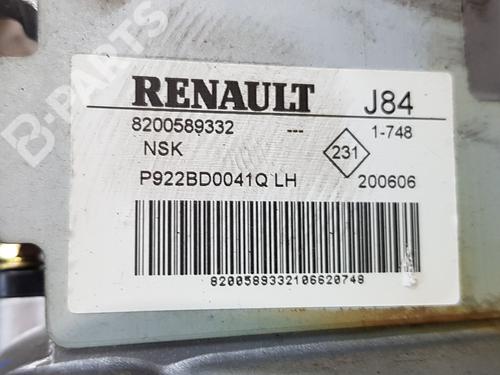 B-PARTS
RENAULT J84
8200589332 --- 1-748
NSK 231
P922BD0041Q LH 200606
8200589332106620748